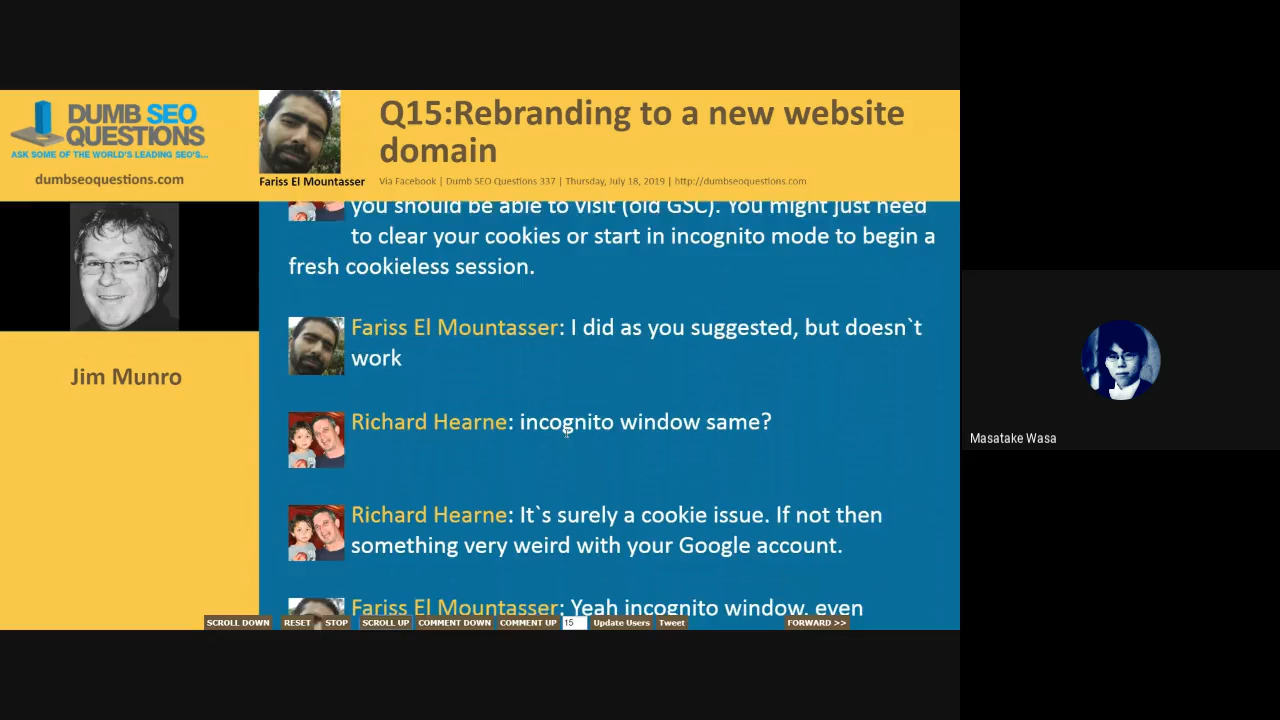 DUMB SEO
QUESTIONS
ASK SOME OF THE WORLD'S LEADING SEO'S...
dumbseoquestions.com
Fariss El Mountasser
Q15:Rebranding to a new website
domain
Via Facebook | Dumb SEO Questions 337 | Thursday, July 18, 2019 | http://dumbseoquestions.com
Jim Munro
you should be able to visit (old GSC). You might just need
to clear your cookies or start in incognito mode to begin a
fresh cookieless session.
Fariss El Mountasser: I did as you suggested, but doesn`t
work
Richard Hearne: incognito window same?
Richard Hearne: It`s surely a cookie issue. If not then
something very weird with your Google account.
Fariss El Mountasser: Yeah incognito window, even
SCROLL DOWN RESET STOP SCROLL UP COMMENT DOWN COMMENT UP 15 Update Users Tweet FORWARD >>
Masatake Wasa